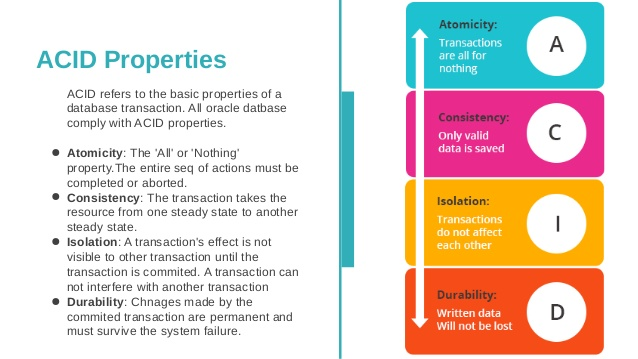 ACID Properties
ACID refers to the basic properties of a
database transaction. All oracle datbase
comply with ACID properties.
● Atomicity: The 'All' or 'Nothing'
property.The entire seq of actions must be
completed or aborted.
● Consistency: The transaction takes the
resource from one steady state to another
steady state.
● Isolation: A transaction's effect is not
visible to other transaction until the
transaction is commited. A transaction can
not interfere with another transaction
● Durability: Chnages made by the
commited transaction are permanent and
must survive the system failure.
Atomicity:
Transactions
are all for
nothing
A
Consistency:
Only valid
data is saved
C
Isolation:
Transactions
do not affect
each other
I
Durability:
Written data
Will not be lost
D